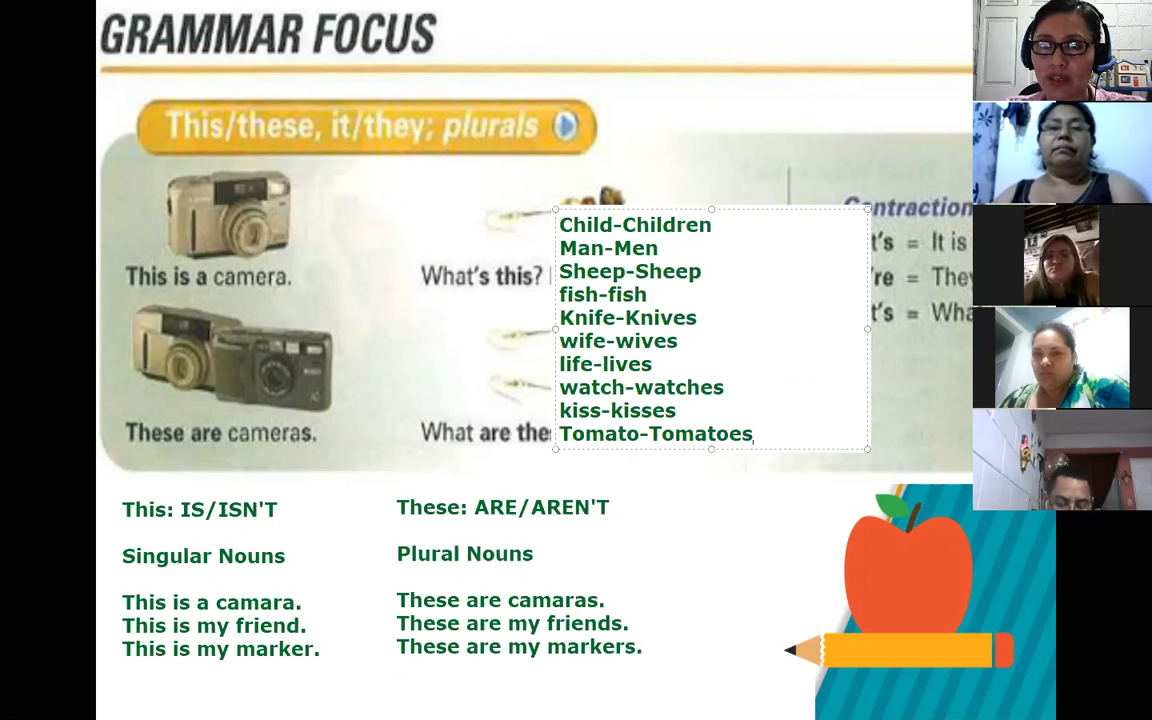 GRAMMAR FOCUS
This/these, it/they; plurals
This is a camera.
What's this?
These are cameras.
What are the
Contraction
t's = It is
're = They
t's = Wha
Child-Children
Man-Men
Sheep-Sheep
fish-fish
Knife-Knives
wife-wives
life-lives
watch-watches
kiss-kisses
Tomato-Tomatoes
This: IS/ISN'T
Singular Nouns
This is a camara.
This is my friend.
This is my marker.
These: ARE/AREN'T
Plural Nouns
These are camaras.
These are my friends.
These are my markers.